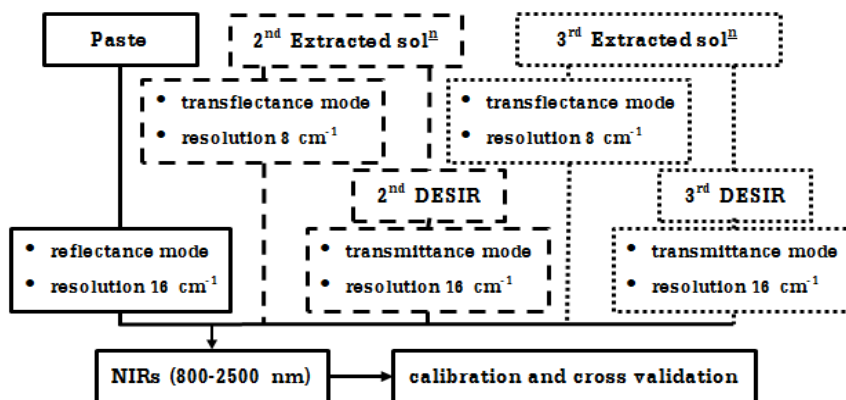 Paste
2nd Extracted soln
3rd Extracted soln
• transflectance mode
• resolution 8 cm-1
• transflectance mode
• resolution 8 cm-1
2nd DESIR
3rd DESIR
• reflectance mode
• resolution 16 cm-1
• transmittance mode
• resolution 16 cm-1
• transmittance mode
• resolution 16 cm-1
NIRs (800-2500 nm)
calibration and cross validation